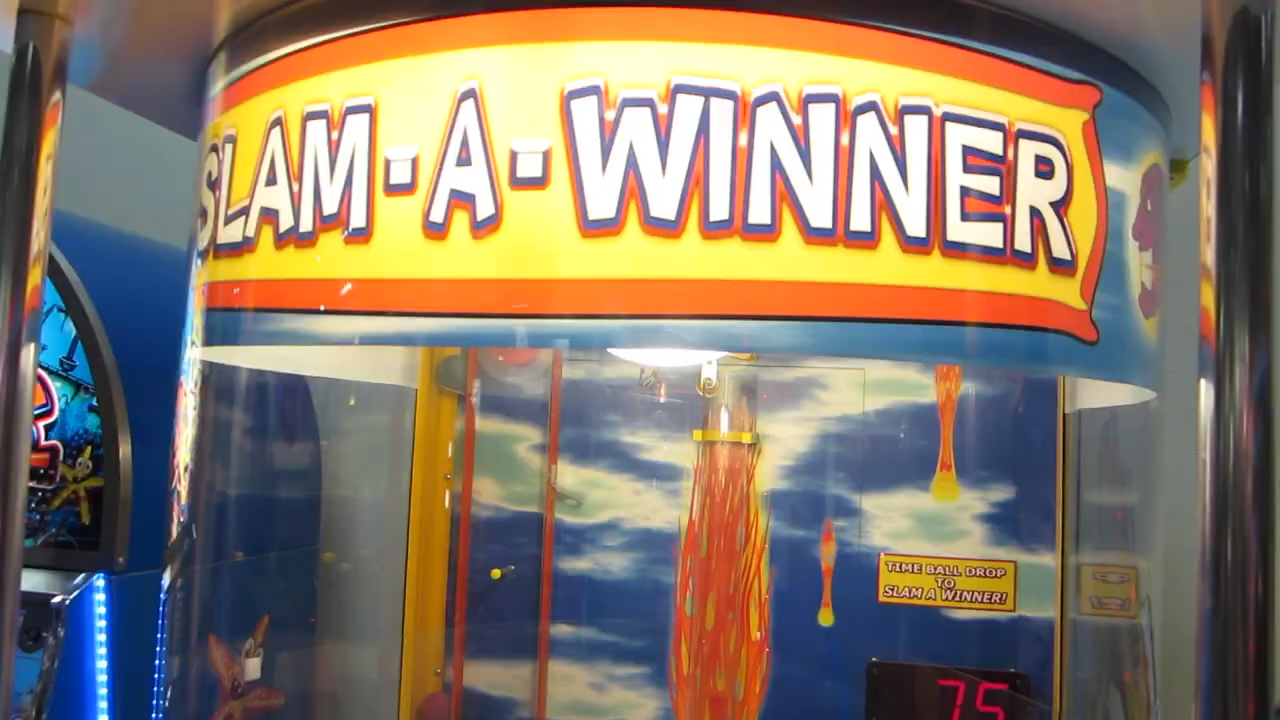 SLAM-A-WINNER
TIME BALL DROP
TO
SLAM A WINNER!
75